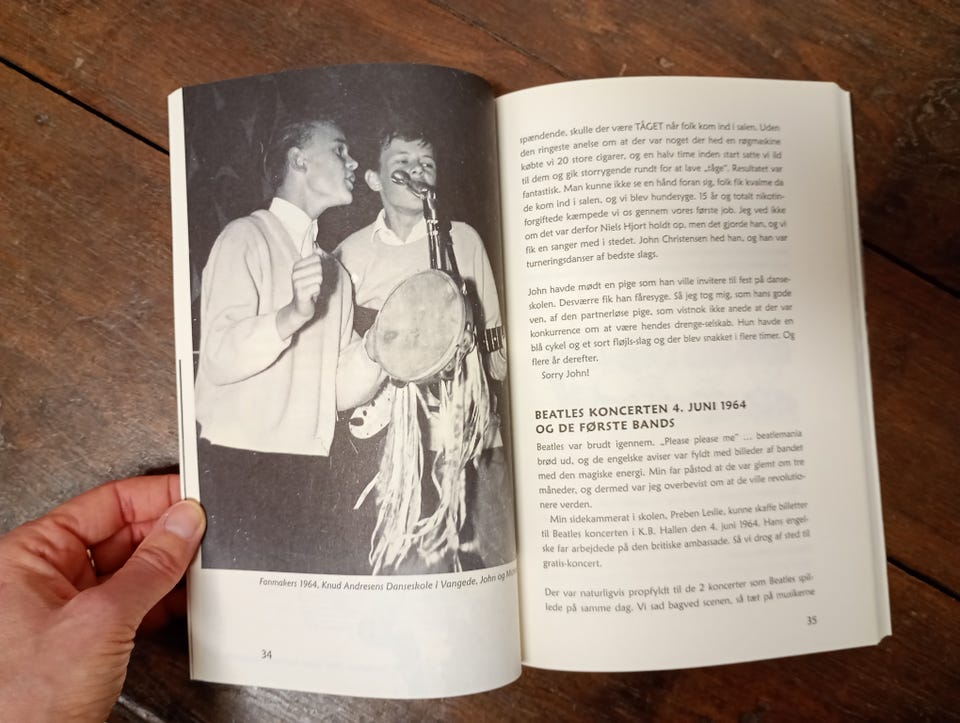 Fanmakers 1964, Knud Andresens Danseskole i Vangede, John og
34
spændende, skulle der være TÅGET når folk kom ind i salen. Uden
den ringeste anelse om at der var noget der hed en røgmaskine
købte vi 20 store cigarer, og en halv time inden start satte vi ild
til dem og gik storrygende rundt for at lave „tåge”. Resultatet var
fantastisk. Man kunne ikke se en hånd foran sig, folk fik kvalme da
de kom ind i salen, og vi blev hundesyge. 15 år og totalt nikotin-
forgiftede kæmpede vi os gennem vores første job. Jeg ved ikke
om det var derfor Niels Hjort holdt op, men det gjorde han, og vi
fik en sanger med i stedet. John Christensen hed han, og han var
turneringsdanser af bedste slags.
John havde mødt en pige som han ville invitere til fest på danse-
skolen. Desværre fik han fåresyge. Så jeg tog mig, som hans gode
ven, af den partnerløse pige, som vistnok ikke anede at der var
konkurrence om at være hendes drenge-selskab. Hun havde en
blå cykel og et sort fløjls-slag og der blev snakket i flere timer. Og
flere år derefter.
Sorry John!
BEATLES KONCERTEN 4. JUNI 1964
OG DE FØRSTE BANDS
Beatles var brudt igennem. „Please please me” ... beatlemania
brød ud, og de engelske aviser var fyldt med billeder af bandet
med den magiske energi. Min far påstod at de var glemt om tre
måneder, og dermed var jeg overbevist om at de ville revolutio-
nere verden.
Min sidekammerat i skolen, Preben Leslie, kunne skaffe billetter
til Beatles koncerten i K.B. Hallen den 4. juni 1964. Hans engel-
ske far arbejdede på den britiske ambassade. Så vi drog af sted til
gratis-koncert.
Der var naturligvis propfyldt til de 2 koncerter som Beatles spil-
lede på samme dag. Vi sad bagved scenen, så tæt på musikerne
35